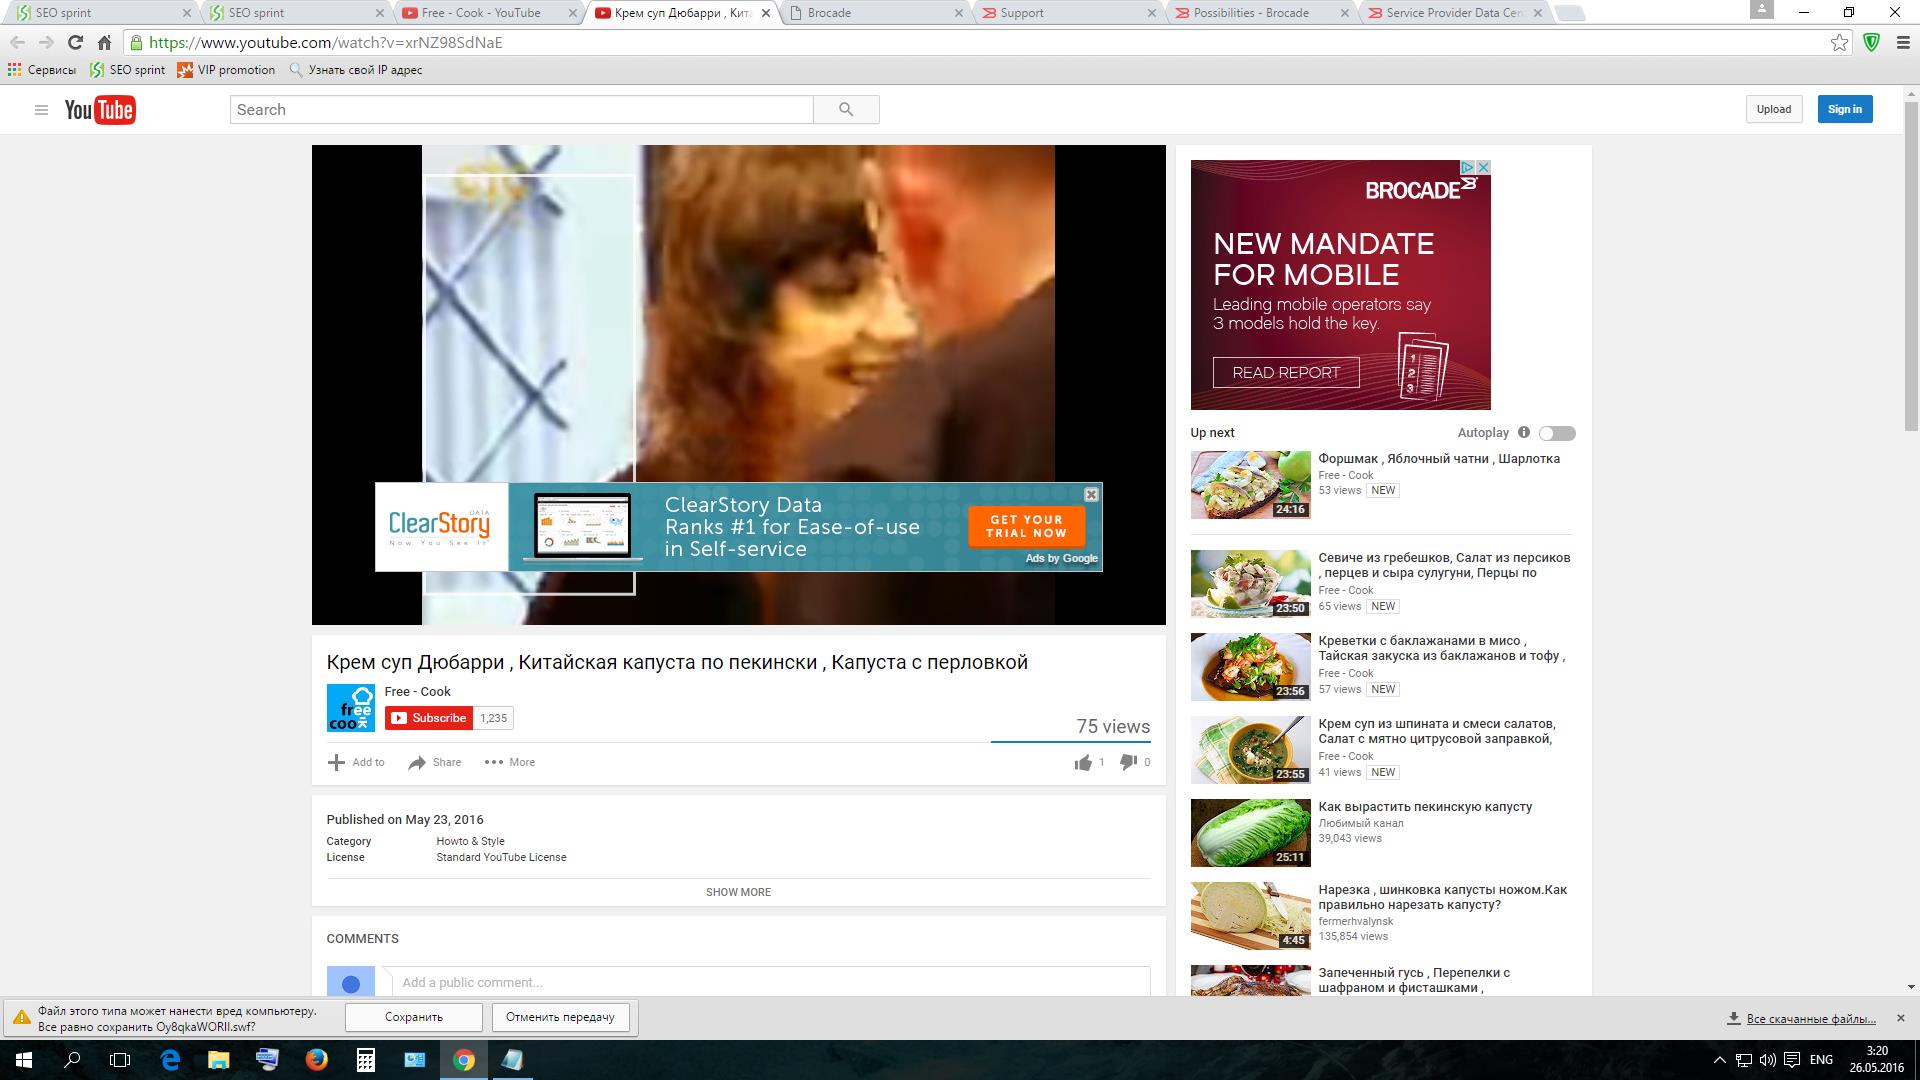 SEO sprint
SEO sprint
Free - Cook - YouTube
Крем суп Дюбарри , Кита
Brocade
Support
Possibilities - Brocade
Service Provider Data Cen
https://www.youtube.com/watch?v=xrNZ98SdNaE
Сервисы
SEO sprint
VIP promotion
Узнать свой IP адрес
YouTube
Search
Upload
Sign in
СТС
BROCADE
NEW MANDATE
FOR MOBILE
Leading mobile operators say
3 models hold the key.
READ REPORT
1
2
3
ClearStory
DATA
Now You See It
ClearStory Data
Ranks #1 for Ease-of-use
in Self-service
GET YOUR
TRIAL NOW
Ads by Google
Крем суп Дюбарри , Китайская капуста по пекински , Капуста с перловкой
free
cook
Free - Cook
Subscribe
1,235
75 views
Add to
Share
More
1
0
Published on May 23, 2016
Category
Howto & Style
License
Standard YouTube License
SHOW MORE
COMMENTS
Add a public comment...
Up next
Autoplay
Форшмак , Яблочный чатни , Шарлотка
Free - Cook
53 views NEW
24:16
Севиче из гребешков, Салат из персиков
, перцев и сыра сулугуни, Перцы по
Free - Cook
65 views NEW
23:50
Креветки с баклажанами в мисо ,
Тайская закуска из баклажанов и тофу ,
Free - Cook
57 views NEW
23:56
Крем суп из шпината и смеси салатов,
Салат с мятно цитрусовой заправкой,
Free - Cook
41 views NEW
23:55
Как вырастить пекинскую капусту
Любимый канал
39,043 views
25:11
Нарезка , шинковка капусты ножом.Как
правильно нарезать капусту?
fermerhvalynsk
135,854 views
4:45
Запеченный гусь , Перепелки с
шафраном и фисташками ,
Файл этого типа может нанести вред компьютеру.
Все равно сохранить Oy8qkaWORII.swf?
Сохранить
Отменить передачу
Все скачанные файлы...
ENG
3:20
26.05.2016